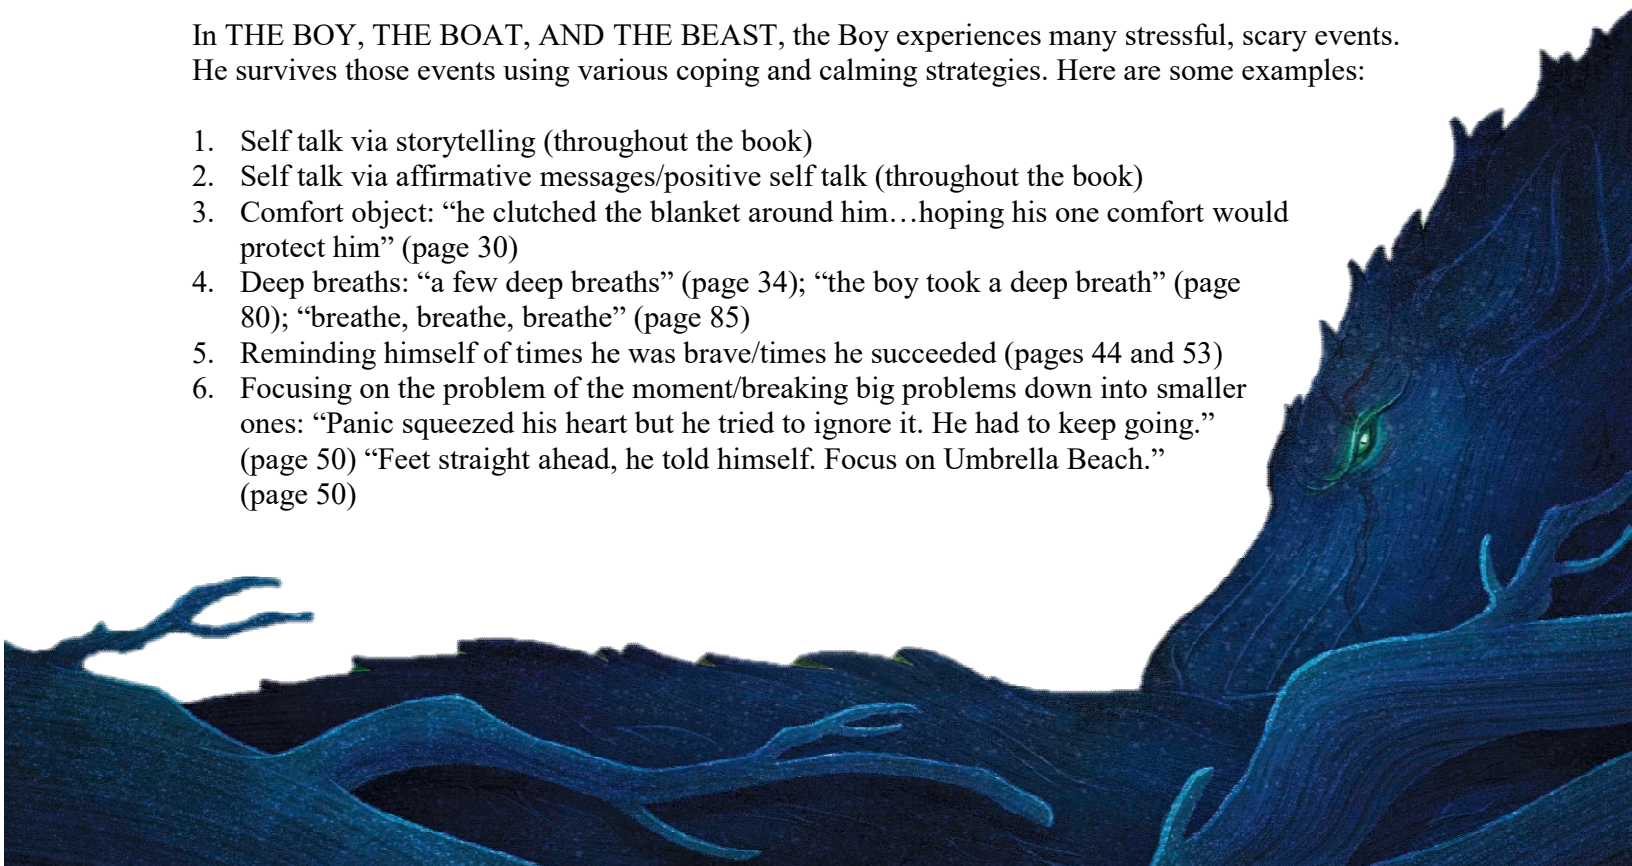 In THE BOY, THE BOAT, AND THE BEAST, the Boy experiences many stressful, scary events.
He survives those events using various coping and calming strategies. Here are some examples:
1. Self talk via storytelling (throughout the book)
2. Self talk via affirmative messages/positive self talk (throughout the book)
3. Comfort object: “he clutched the blanket around him…hoping his one comfort would
protect him” (page 30)
4. Deep breaths: “a few deep breaths” (page 34); “the boy took a deep breath” (page
80); “breathe, breathe, breathe” (page 85)
5. Reminding himself of times he was brave/times he succeeded (pages 44 and 53)
6. Focusing on the problem of the moment/breaking big problems down into smaller
ones: “Panic squeezed his heart but he tried to ignore it. He had to keep going.”
(page 50) “Feet straight ahead, he told himself. Focus on Umbrella Beach.”
(page 50)